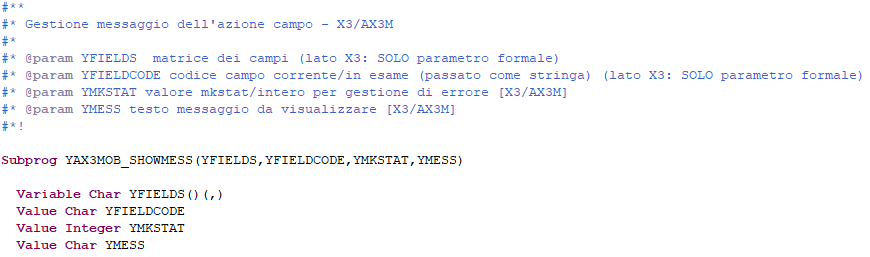 #**
#* Gestione messaggio dell'azione campo - X3/AX3M
#*
#* @param YFIELDS  matrice dei campi (lato X3: SOLO parametro formale)
#* @param YFIELDCODE codice campo corrente/in esame (passato come stringa) (lato X3: SOLO parametro formale)
#* @param YMKSTAT valore mkstat/intero per gestione di errore [X3/AX3M]
#* @param YMESS testo messaggio da visualizzare [X3/AX3M]
#*!
Subprog YAX3MOB_SHOWMESS(YFIELDS,YFIELDCODE,YMKSTAT,YMESS)
Variable Char YFIELDS()(,)
Value Char YFIELDCODE
Value Integer YMKSTAT
Value Char YMESS